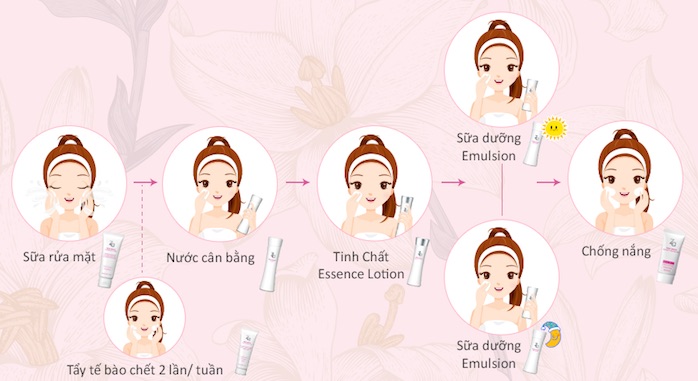 Sữa rửa mặt
Nước cân bằng
Tinh Chất
Essence Lotion
Sữa dưỡng
Emulsion
Sữa dưỡng
Emulsion
Chống nắng
Tẩy tế bào chết 2 lần/ tuần